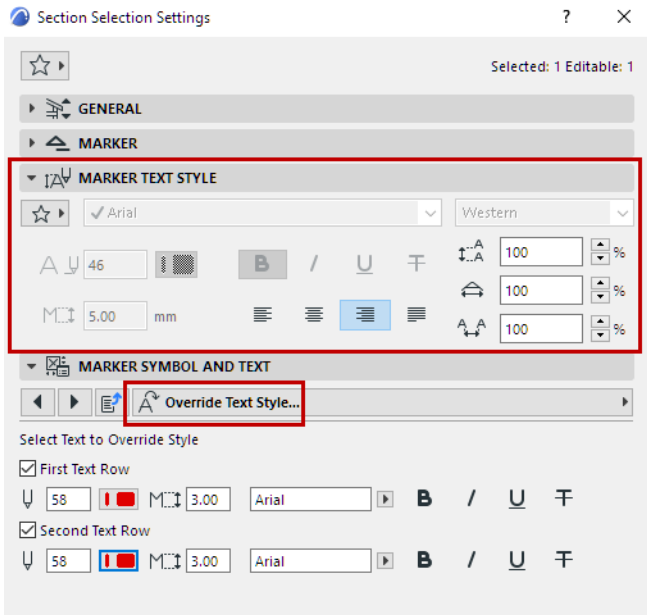 Section Selection Settings ?
Selected: 1 Editable: 1
GENERAL
MARKER
MARKER TEXT STYLE
Arial Western
46 B I U T 100 %
100 %
5.00 mm 100 %
MARKER SYMBOL AND TEXT
Override Text Style...
Select Text to Override Style
First Text Row
58 3.00 Arial B I U T
Second Text Row
58 3.00 Arial B I U T